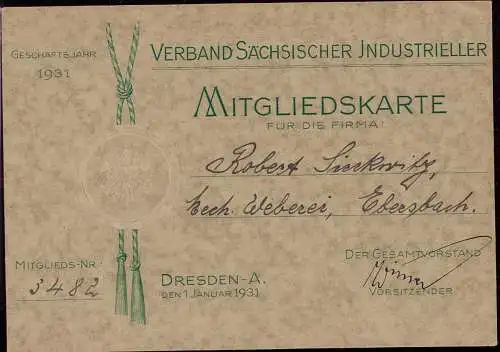 GESCHÄFTSJAHR
1931
VERBAND SÄCHSISCHER INDUSTRIELLER
MITGLIEDSKARTE
FÜR DIE FIRMA:
Robert Sieckwitz,
mech. Weberei, Ebersbach.
MITGLIEDS-NR.
3482
DRESDEN-A.
DEN 1. JANUAR 1931
DER GESAMTVORSTAND
VORSITZENDER